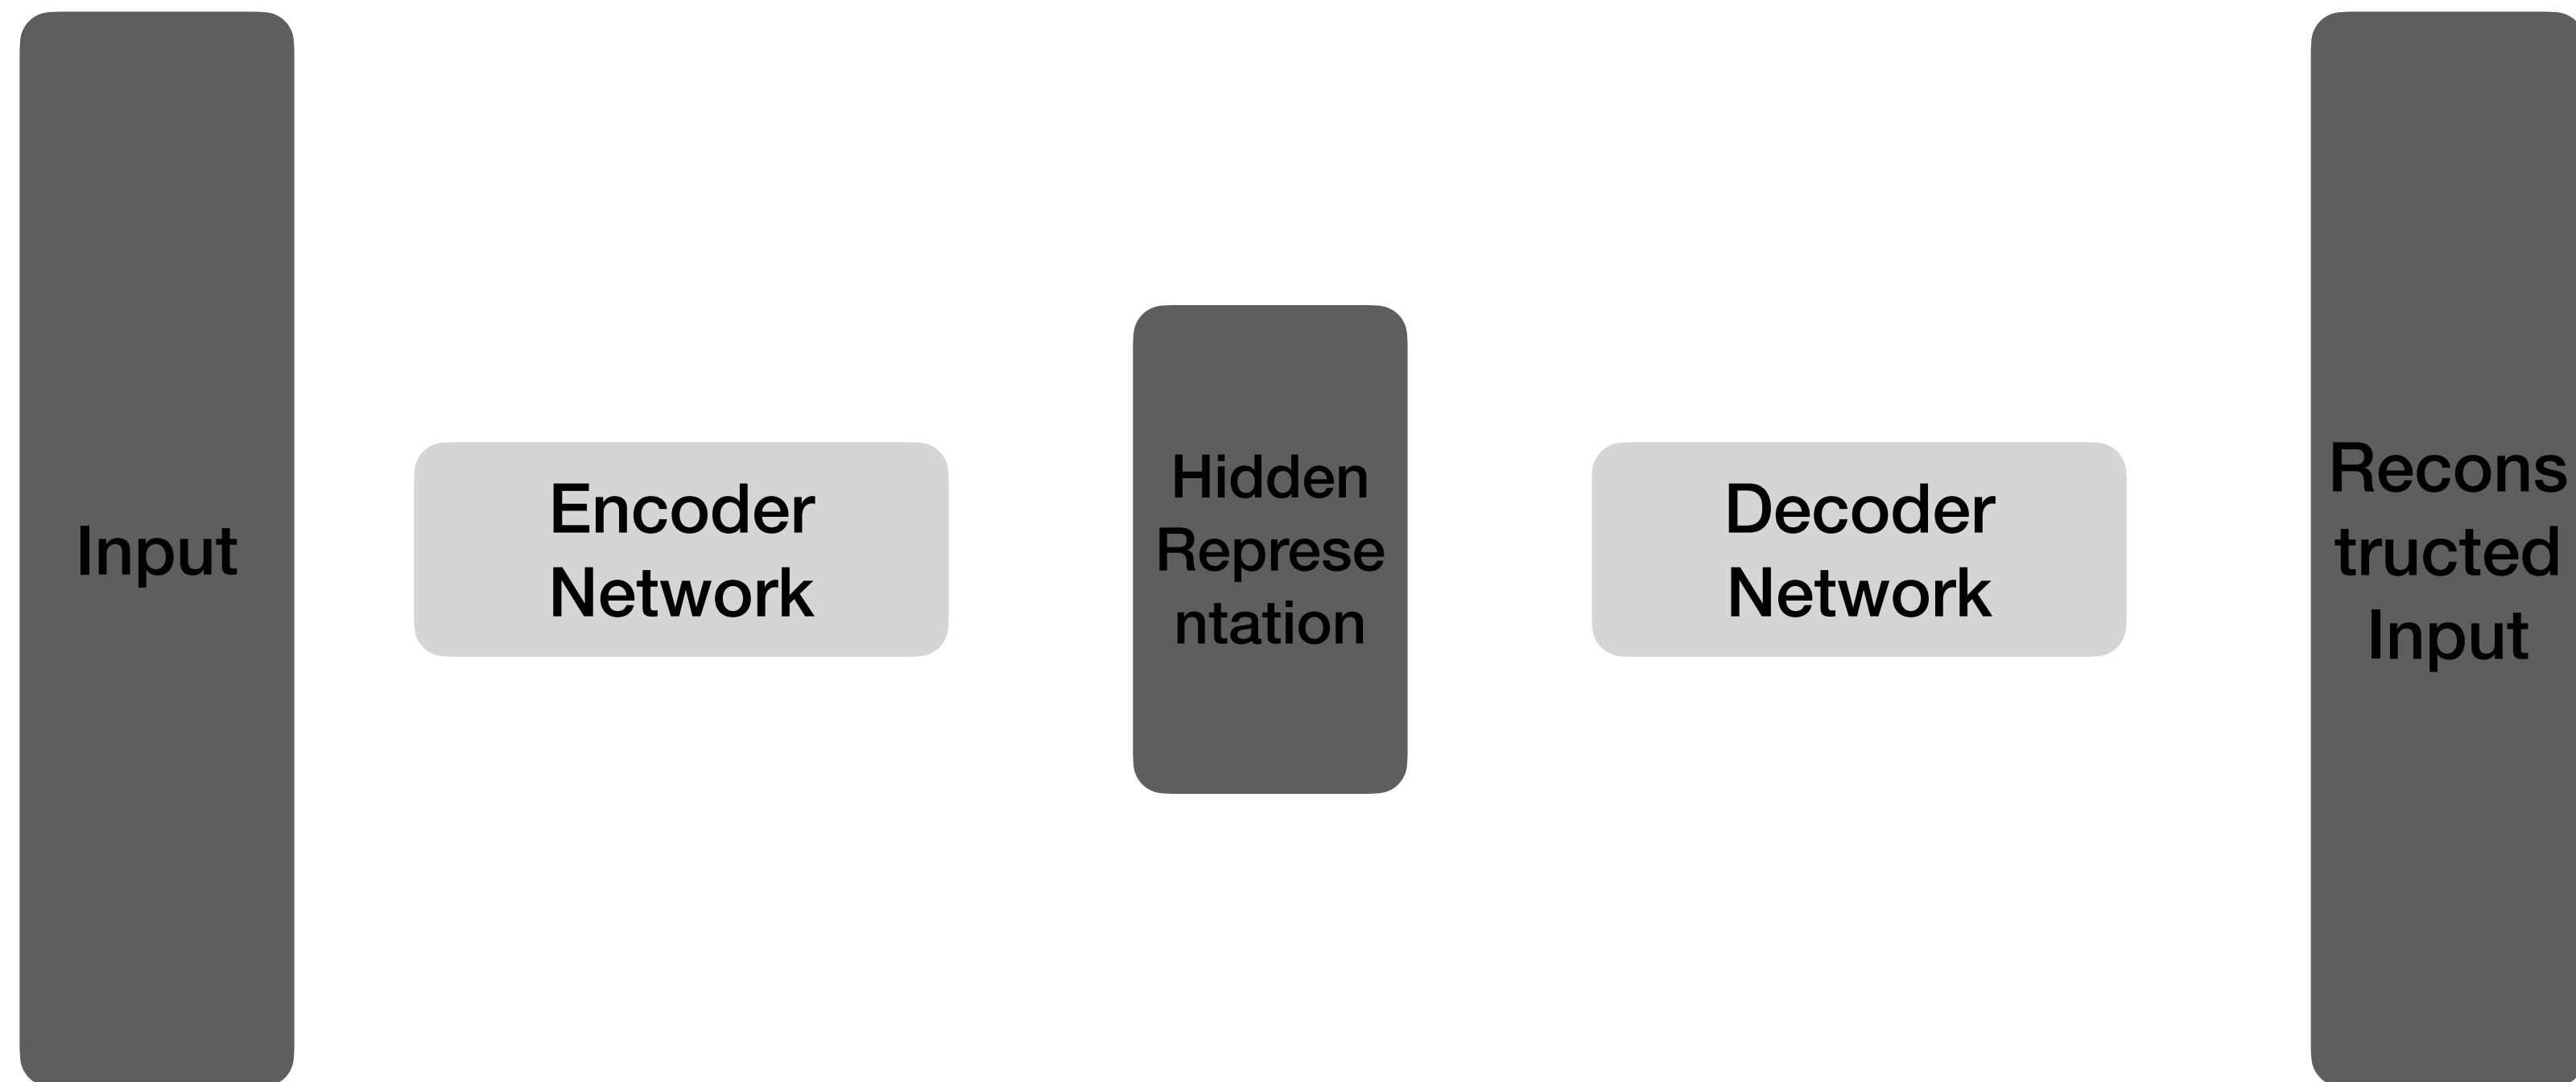 Input
Encoder
Network
Hidden
Represe
ntation
Decoder
Network
Recons
tructed
Input